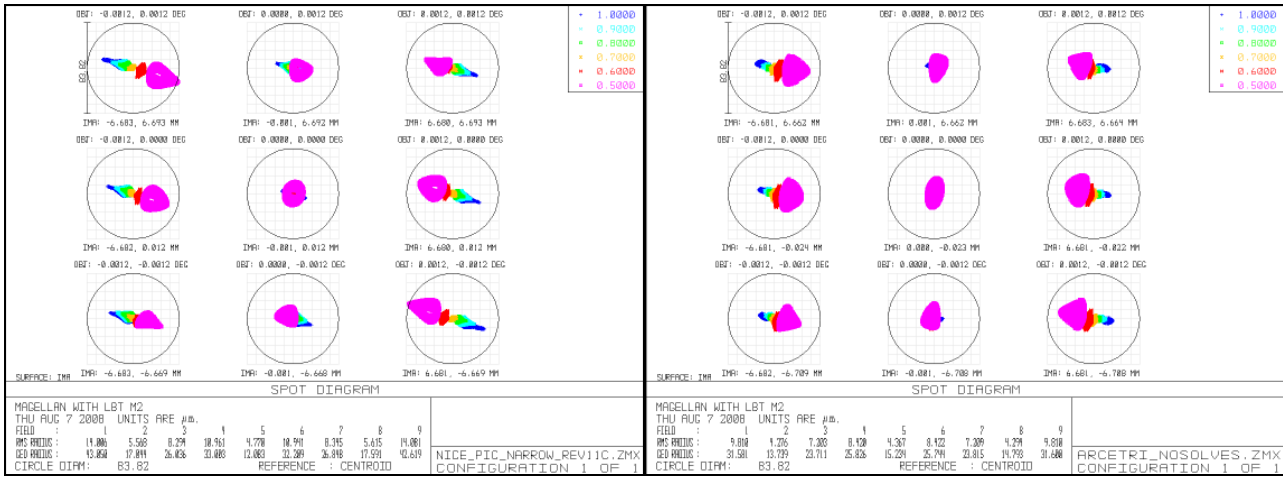 OBJ: -0.0012, 0.0012 DEG
OBJ: 0.0000, 0.0012 DEG
OBJ: 0.0012, 0.0012 DEG
83.82
IMA: -6.683, 6.693 MM
IMA: -0.001, 6.692 MM
IMA: 6.680, 6.693 MM
OBJ: -0.0012, 0.0000 DEG
OBJ: 0.0000, 0.0000 DEG
OBJ: 0.0012, 0.0000 DEG
IMA: -6.682, 0.012 MM
IMA: -0.001, 0.012 MM
IMA: 6.680, 0.012 MM
OBJ: -0.0012, -0.0012 DEG
OBJ: 0.0000, -0.0012 DEG
OBJ: 0.0012, -0.0012 DEG
IMA: -6.683, -6.669 MM
IMA: -0.001, -6.668 MM
IMA: 6.681, -6.669 MM
+ 1.0000
0.9000
0.8000
0.7000
0.6000
0.5000
SURFACE: IMA
SPOT DIAGRAM
MAGELLAN WITH LBT M2
THU AUG 7 2008 UNITS ARE µm.
FIELD : 1 2 3 4 5 6 7 8 9
RMS RADIUS : 14.006 5.568 8.294 10.961 4.770 10.941 8.345 5.615 14.081
GEO RADIUS : 43.050 17.044 26.036 33.003 12.083 32.209 26.848 17.591 42.619
CIRCLE DIAM: 83.82 REFERENCE : CENTROID
NICE_PIC_NARROW_REV11C.ZMX
CONFIGURATION 1 OF 1
OBJ: -0.0012, 0.0012 DEG
OBJ: 0.0000, 0.0012 DEG
OBJ: 0.0012, 0.0012 DEG
83.82
IMA: -6.681, 6.662 MM
IMA: 0.001, 6.662 MM
IMA: 6.683, 6.664 MM
OBJ: -0.0012, 0.0000 DEG
OBJ: 0.0000, 0.0000 DEG
OBJ: 0.0012, 0.0000 DEG
IMA: -6.681, -0.024 MM
IMA: 0.000, -0.023 MM
IMA: 6.681, -0.022 MM
OBJ: -0.0012, -0.0012 DEG
OBJ: 0.0000, -0.0012 DEG
OBJ: 0.0012, -0.0012 DEG
IMA: -6.682, -6.709 MM
IMA: -0.001, -6.708 MM
IMA: 6.681, -6.708 MM
+ 1.0000
0.9000
0.8000
0.7000
0.6000
0.5000
SURFACE: IMA
SPOT DIAGRAM
MAGELLAN WITH LBT M2
THU AUG 7 2008 UNITS ARE µm.
FIELD : 1 2 3 4 5 6 7 8 9
RMS RADIUS : 9.810 4.276 7.203 8.420 4.367 8.422 7.209 4.294 9.818
GEO RADIUS : 31.581 13.739 23.711 25.826 15.234 25.744 23.815 14.793 31.600
CIRCLE DIAM: 83.82 REFERENCE : CENTROID
ARCETRI_NOSOLVES.ZMX
CONFIGURATION 1 OF 1